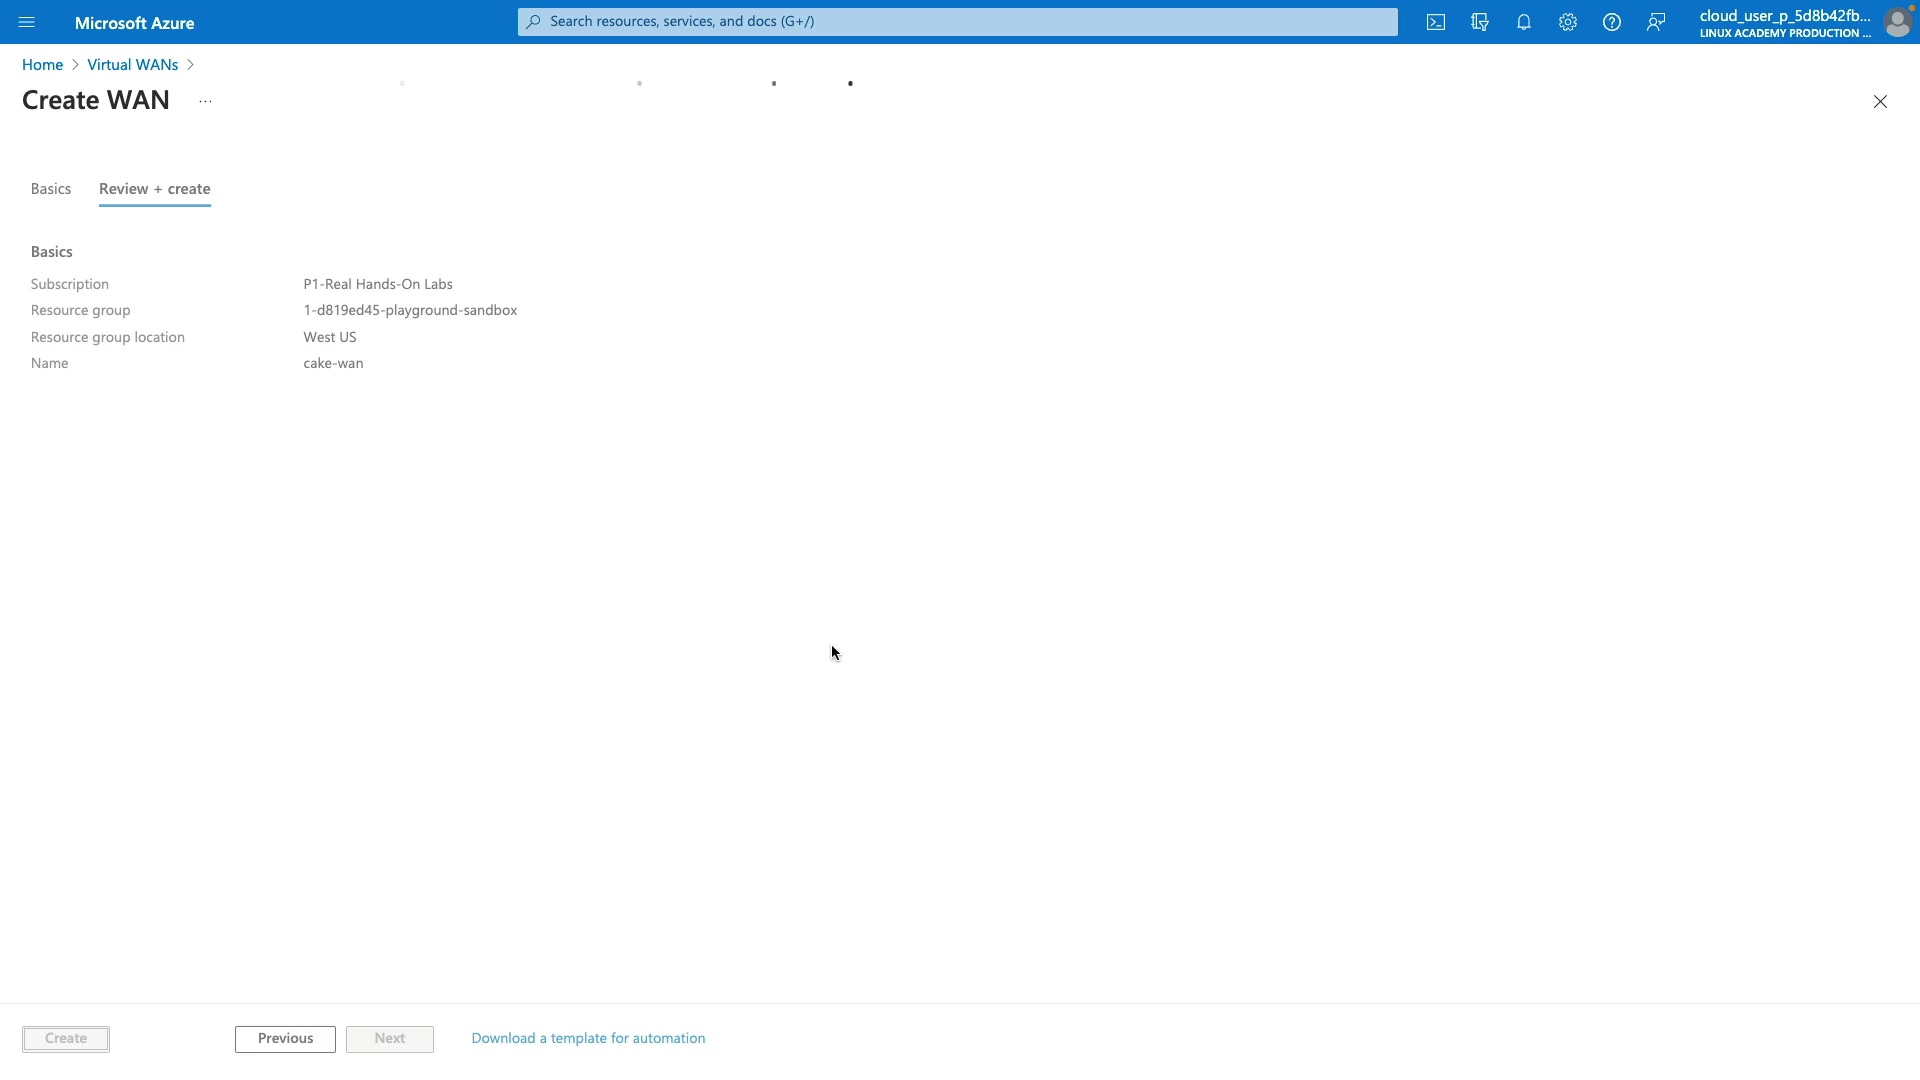 Microsoft Azure
Search resources, services, and docs (G+/)
cloud_user_p_5d8b42fb...
LINUX ACADEMY PRODUCTION ...
Home > Virtual WANs >
Create WAN ...
Basics
Review + create
Basics
Subscription P1-Real Hands-On Labs
Resource group 1-d819ed45-playground-sandbox
Resource group location West US
Name cake-wan
Create
Previous
Next
Download a template for automation